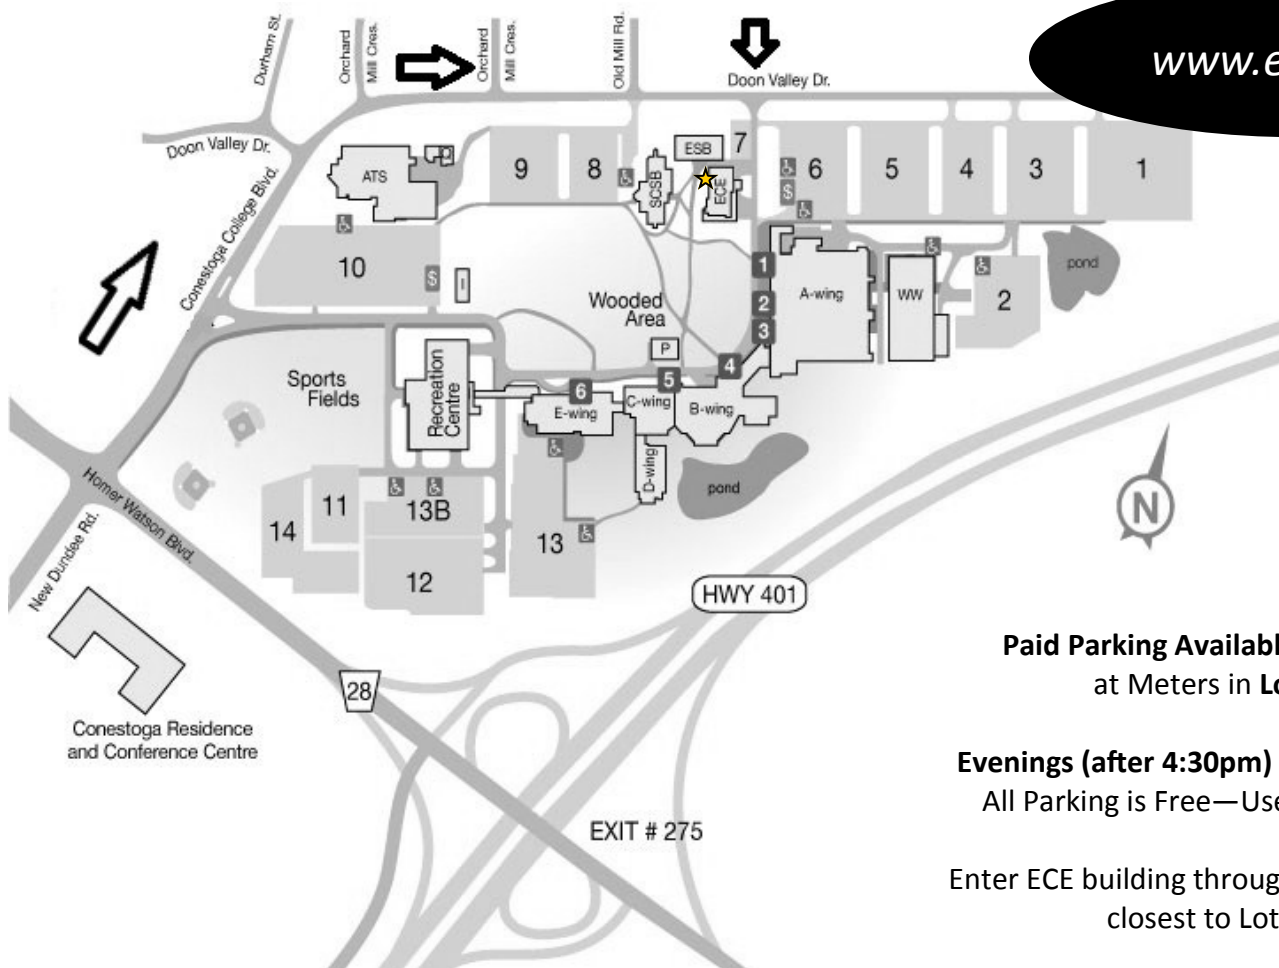 www.e
Durham St.
Orchard
Mill Cres.
Orchard
Mill Cres.
Old Mill Rd.
Doon Valley Dr.
Doon Valley Dr.
Conestoga College Blvd.
ATS
9
8
SCSB
ESB
7
ECE
6
5
4
3
1
$
10
$
I
Wooded
Area
1
2
3
A-wing
WW
2
pond
P
4
5
6
Sports
Fields
Recreation
Centre
E-wing
C-wing
B-wing
D-wing
pond
N
14
11
13B
12
13
Homer Watson Blvd.
New Dundee Rd.
HWY 401
28
Conestoga Residence
and Conference Centre
EXIT # 275
Paid Parking Availabl
at Meters in Lo
Evenings (after 4:30pm)
All Parking is Free—Use
Enter ECE building throug
closest to Lot